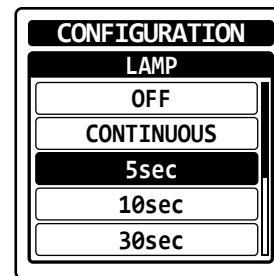 CONFIGURATION
LAMP
OFF
CONTINUOUS
5sec
10sec
30sec